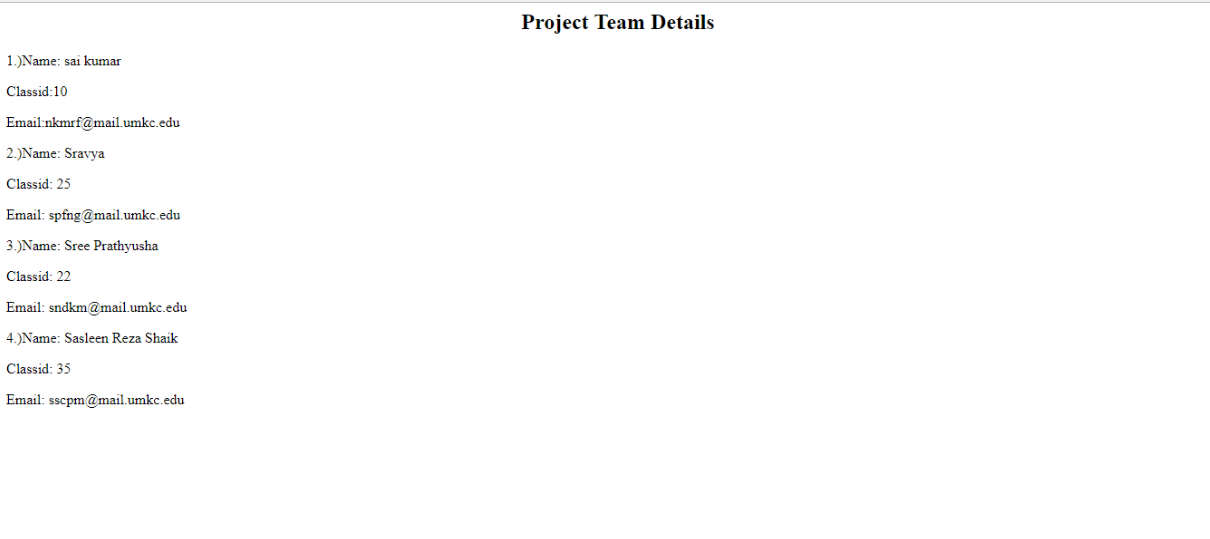 Project Team Details
1.)Name: sai kumar
Classid:10
Email:nkmrf@mail.umkc.edu
2.)Name: Sravya
Classid: 25
Email: spfng@mail.umkc.edu
3.)Name: Sree Prathyusha
Classid: 22
Email: sndkm@mail.umkc.edu
4.)Name: Sasleen Reza Shaik
Classid: 35
Email: sscpm@mail.umkc.edu